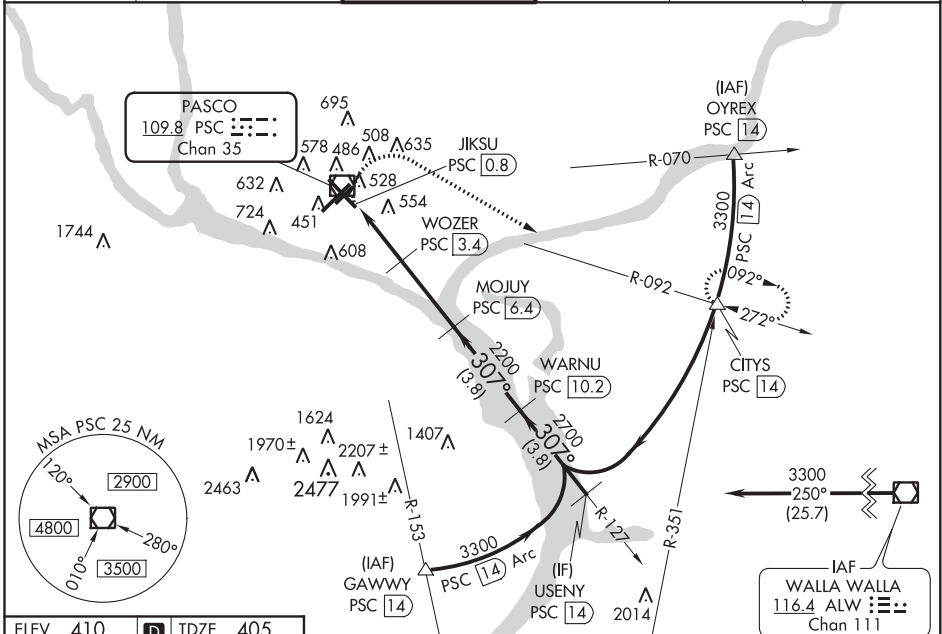 PASCO
109.8 PSC
Chan 35
695
578
486
508
635
JIKSU
PSC 0.8
632
528
554
724
451
1744
608
WOZER
PSC 3.4
MOJUY
PSC 6.4
(IAF)
OYREX
PSC 14
R-070
3300
PSC 14 Arc
R-092
092°
272°
CITYS
PSC 14
2200
307°
(3.8)
WARNU
PSC 10.2
2700
307°
(3.8)
MSA PSC 25 NM
120°
2900
4800
280°
010°
3500
1624
1970±
2207±
1407
2463
2477
1991±
R-153
R-127
R-351
3300
250°
(25.7)
(IAF)
GAWWY
PSC 14
3300
PSC 14 Arc
(IF)
USENY
PSC 14
2014
IAF
WALLA WALLA
116.4 ALW
Chan 111
ELEV 410 D TDZE 405